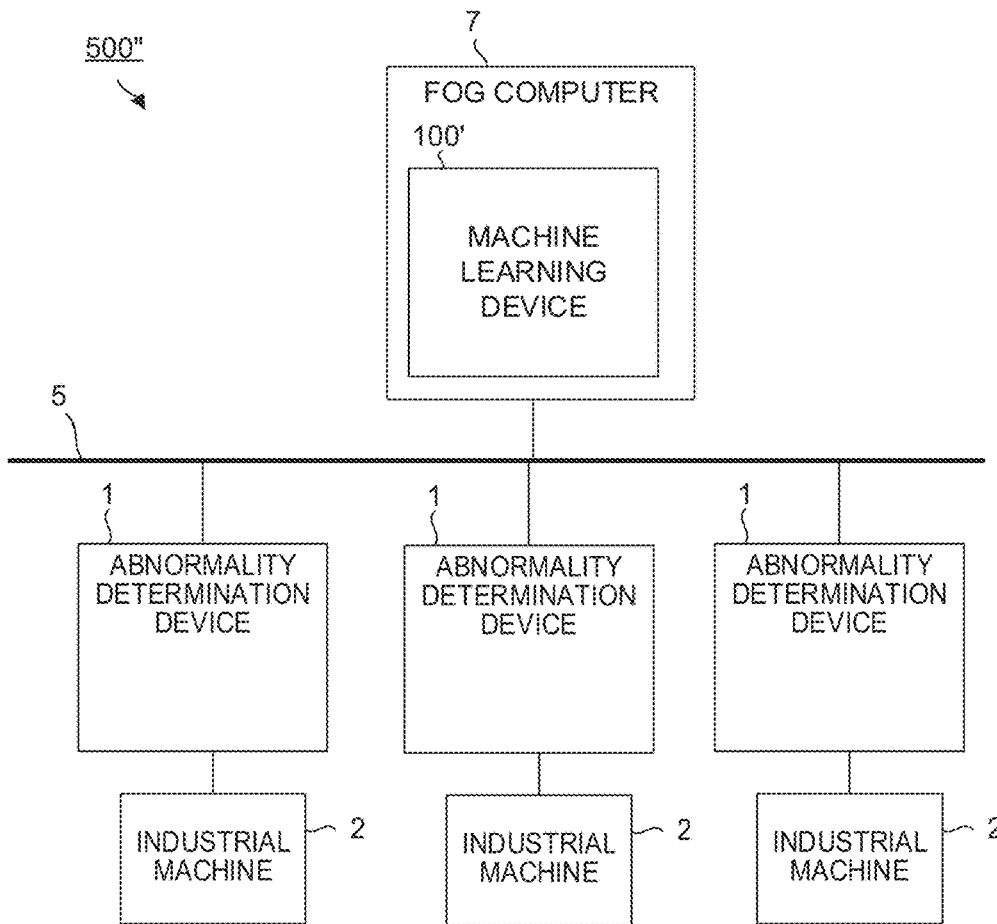 500"
7
FOG COMPUTER
100'
MACHINE
LEARNING
DEVICE
5
1
ABNORMALITY
DETERMINATION
DEVICE
1
ABNORMALITY
DETERMINATION
DEVICE
1
ABNORMALITY
DETERMINATION
DEVICE
INDUSTRIAL
MACHINE
2
INDUSTRIAL
MACHINE
2
INDUSTRIAL
MACHINE
2